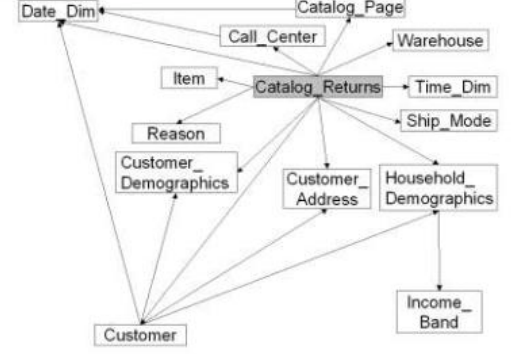 Date_Dim
Catalog_Page
Call_Center
Warehouse
Item
Catalog_Returns
Time_Dim
Ship_Mode
Reason
Customer_
Demographics
Customer_
Address
Household_
Demographics
Income_
Band
Customer